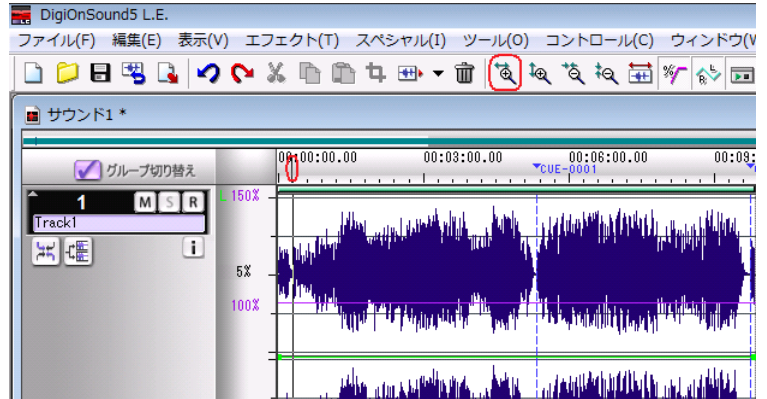 DigiOnSound5 L.E.
ファイル(F) 編集(E) 表示(V) エフェクト(T) スペシャル(I) ツール(O) コントロール(C) ウィンドウ(W
サウンド1 *
グループ切り替え
00:00:00.00 00:03:00.00 00:06:00.00 00:09:
CUE-0001
1 M S R
Track1
L 150%
5%
100%